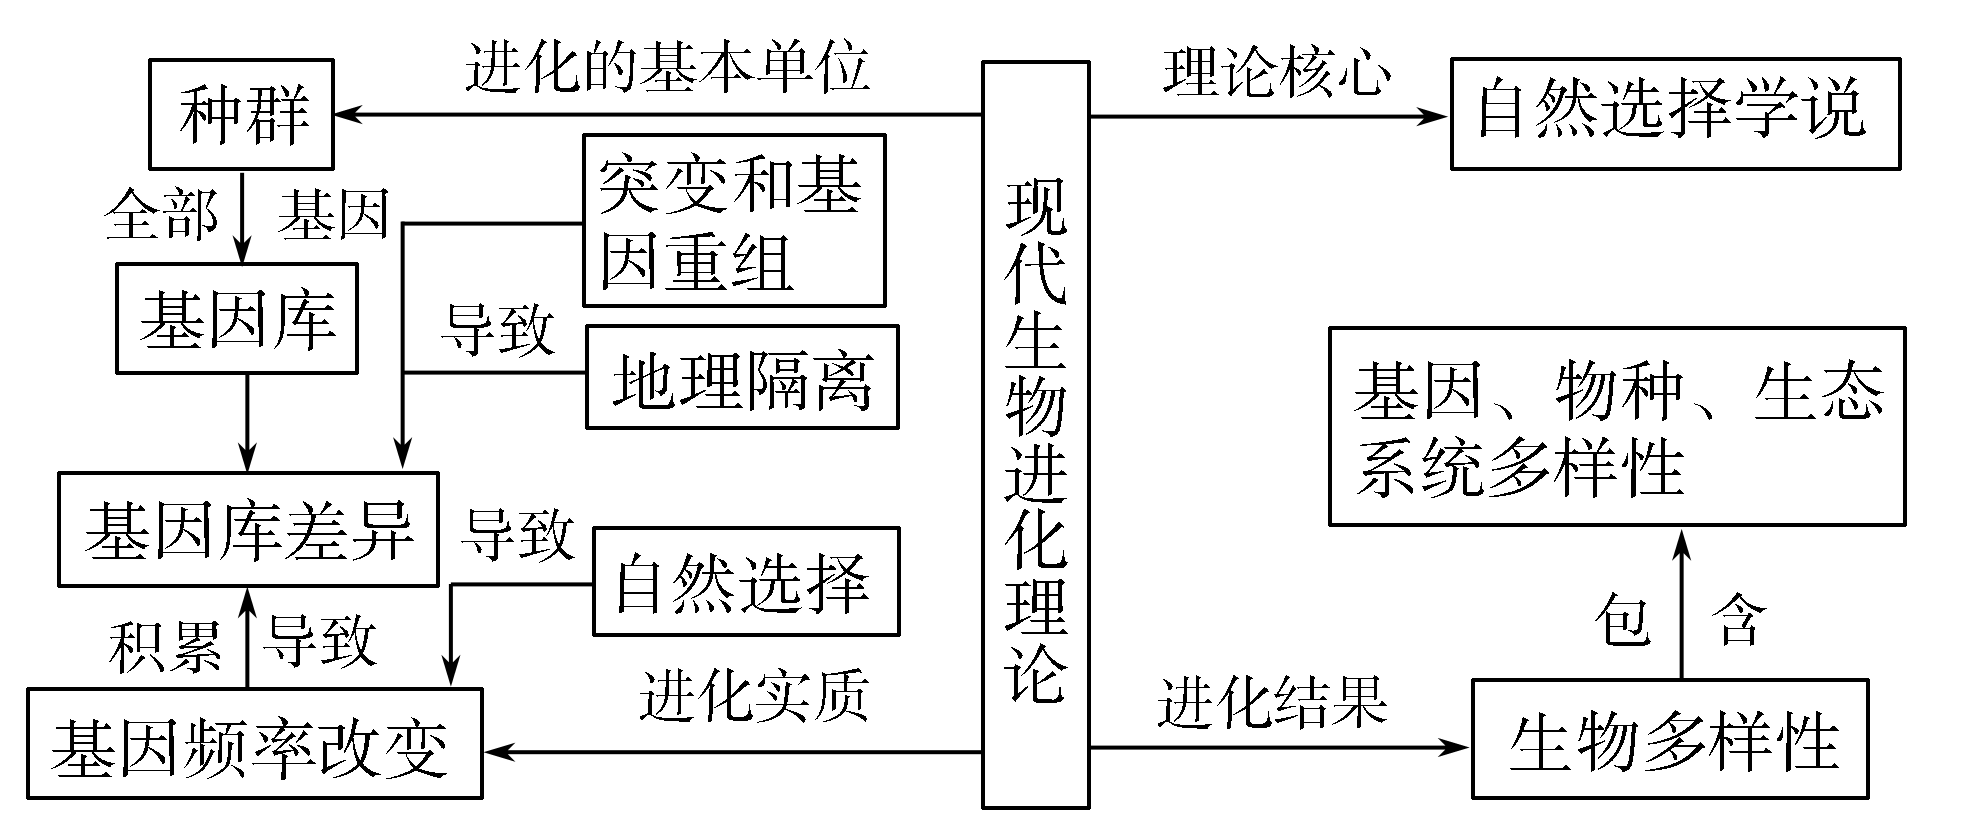 进化的基本单位
理论核心
种群
自然选择学说
突变和基
因重组
全部
基因
现代生物进化理论
基因库
导致
地理隔离
基因、物种、生态
系统多样性
基因库差异
导致
自然选择
积累
导致
包
含
进化实质
进化结果
基因频率改变
生物多样性